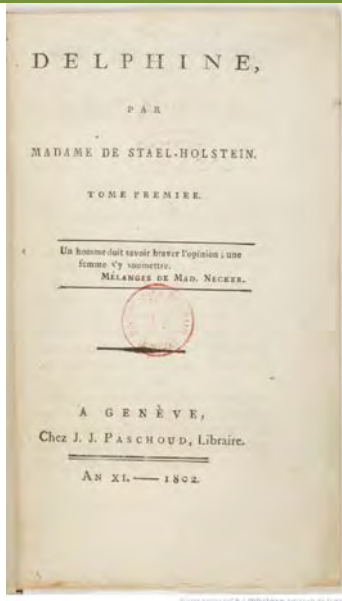 DELPHINE,
PAR
MADAME DE STAEL-HOLSTEIN.
TOME PREMIER.
Un homme doit savoir braver l'opinion ; une
femme s'y soumettre.
MÉLANGES DE MAD. NECKER.
A GENÈVE,
Chez J. J. PASCHOUD, Libraire.
AN XI. — 1802.